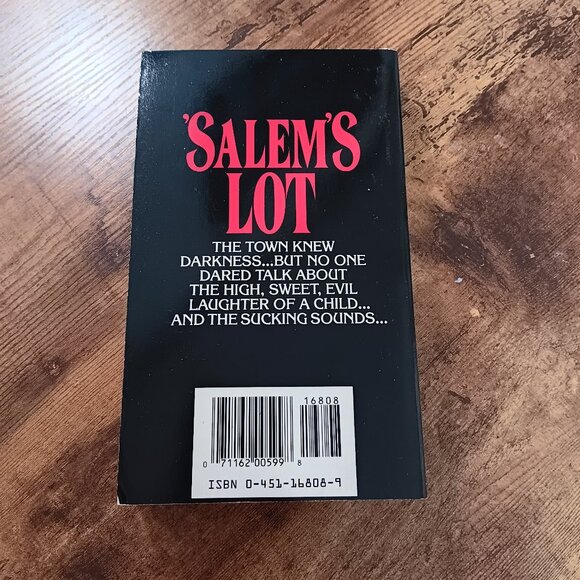 'SALEM'S
LOT
THE TOWN KNEW
DARKNESS...BUT NO ONE
DARED TALK ABOUT
THE HIGH, SWEET, EVIL
LAUGHTER OF A CHILD...
AND THE SUCKING SOUNDS...
16808
0 71162 00599 8
ISBN 0-451-16808-9